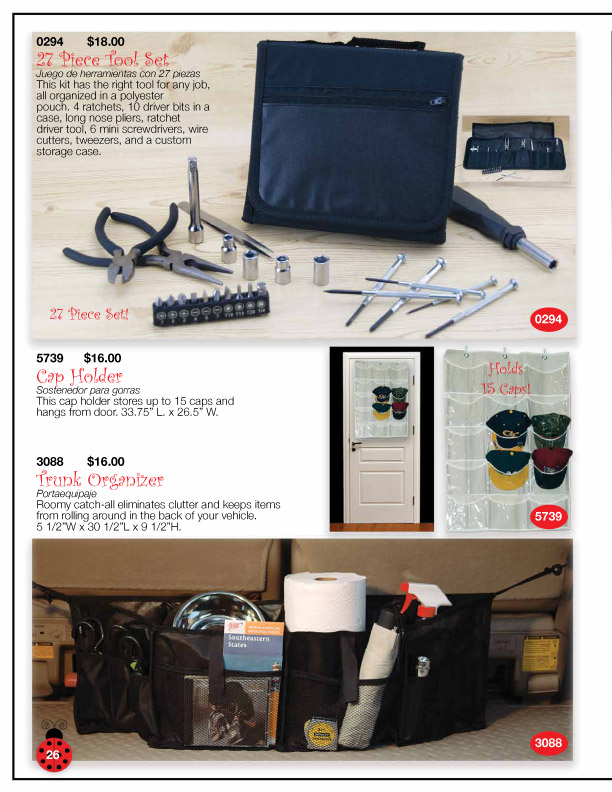 0294 $18.00
27 Piece Tool Set
Juego de herramientas con 27 piezas
This kit has the right tool for any job,
all organized in a polyester
pouch. 4 ratchets, 10 driver bits in a
case, long nose pliers, ratchet
driver tool, 6 mini screwdrivers, wire
cutters, tweezers, and a custom
storage case.
27 Piece Set!
0294
5739 $16.00
Cap Holder
Sostenedor para gorras
This cap holder stores up to 15 caps and
hangs from door. 33.75” L. x 26.5” W.
Holds
15 Caps!
5739
3088 $16.00
Trunk Organizer
Portaequipaje
Roomy catch-all eliminates clutter and keeps items
from rolling around in the back of your vehicle.
5 1/2”W x 30 1/2”L x 9 1/2”H.
Southeastern
States
3088
26